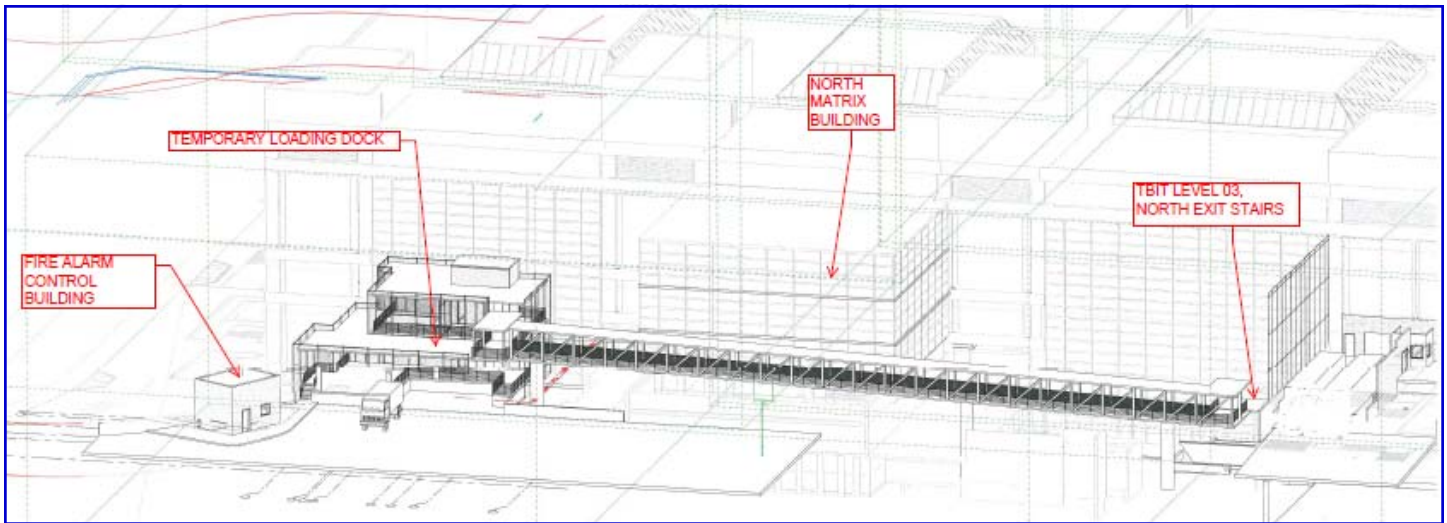 NORTH
MATRIX
BUILDING
TEMPORARY LOADING DOCK
TBIT LEVEL 03,
NORTH EXIT STAIRS
FIRE ALARM
CONTROL
BUILDING